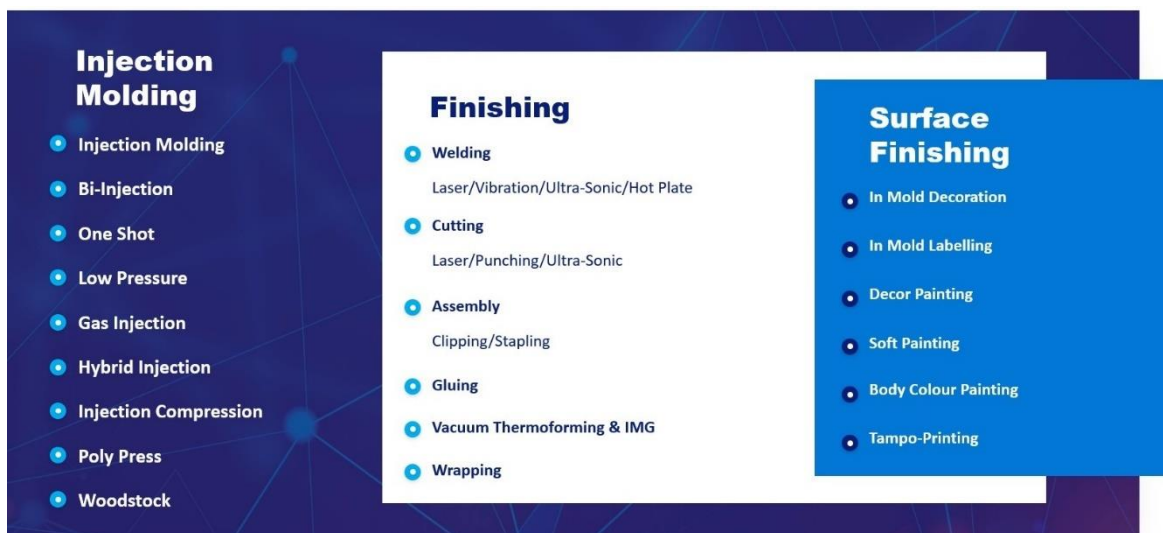 Injection
Molding
Injection Molding
Bi-Injection
One Shot
Low Pressure
Gas Injection
Hybrid Injection
Injection Compression
Poly Press
Woodstock
Finishing
Welding
Laser/Vibration/Ultra-Sonic/Hot Plate
Cutting
Laser/Punching/Ultra-Sonic
Assembly
Clipping/Stapling
Gluing
Vacuum Thermoforming & IMG
Wrapping
Surface
Finishing
In Mold Decoration
In Mold Labelling
Decor Painting
Soft Painting
Body Colour Painting
Tampo-Printing